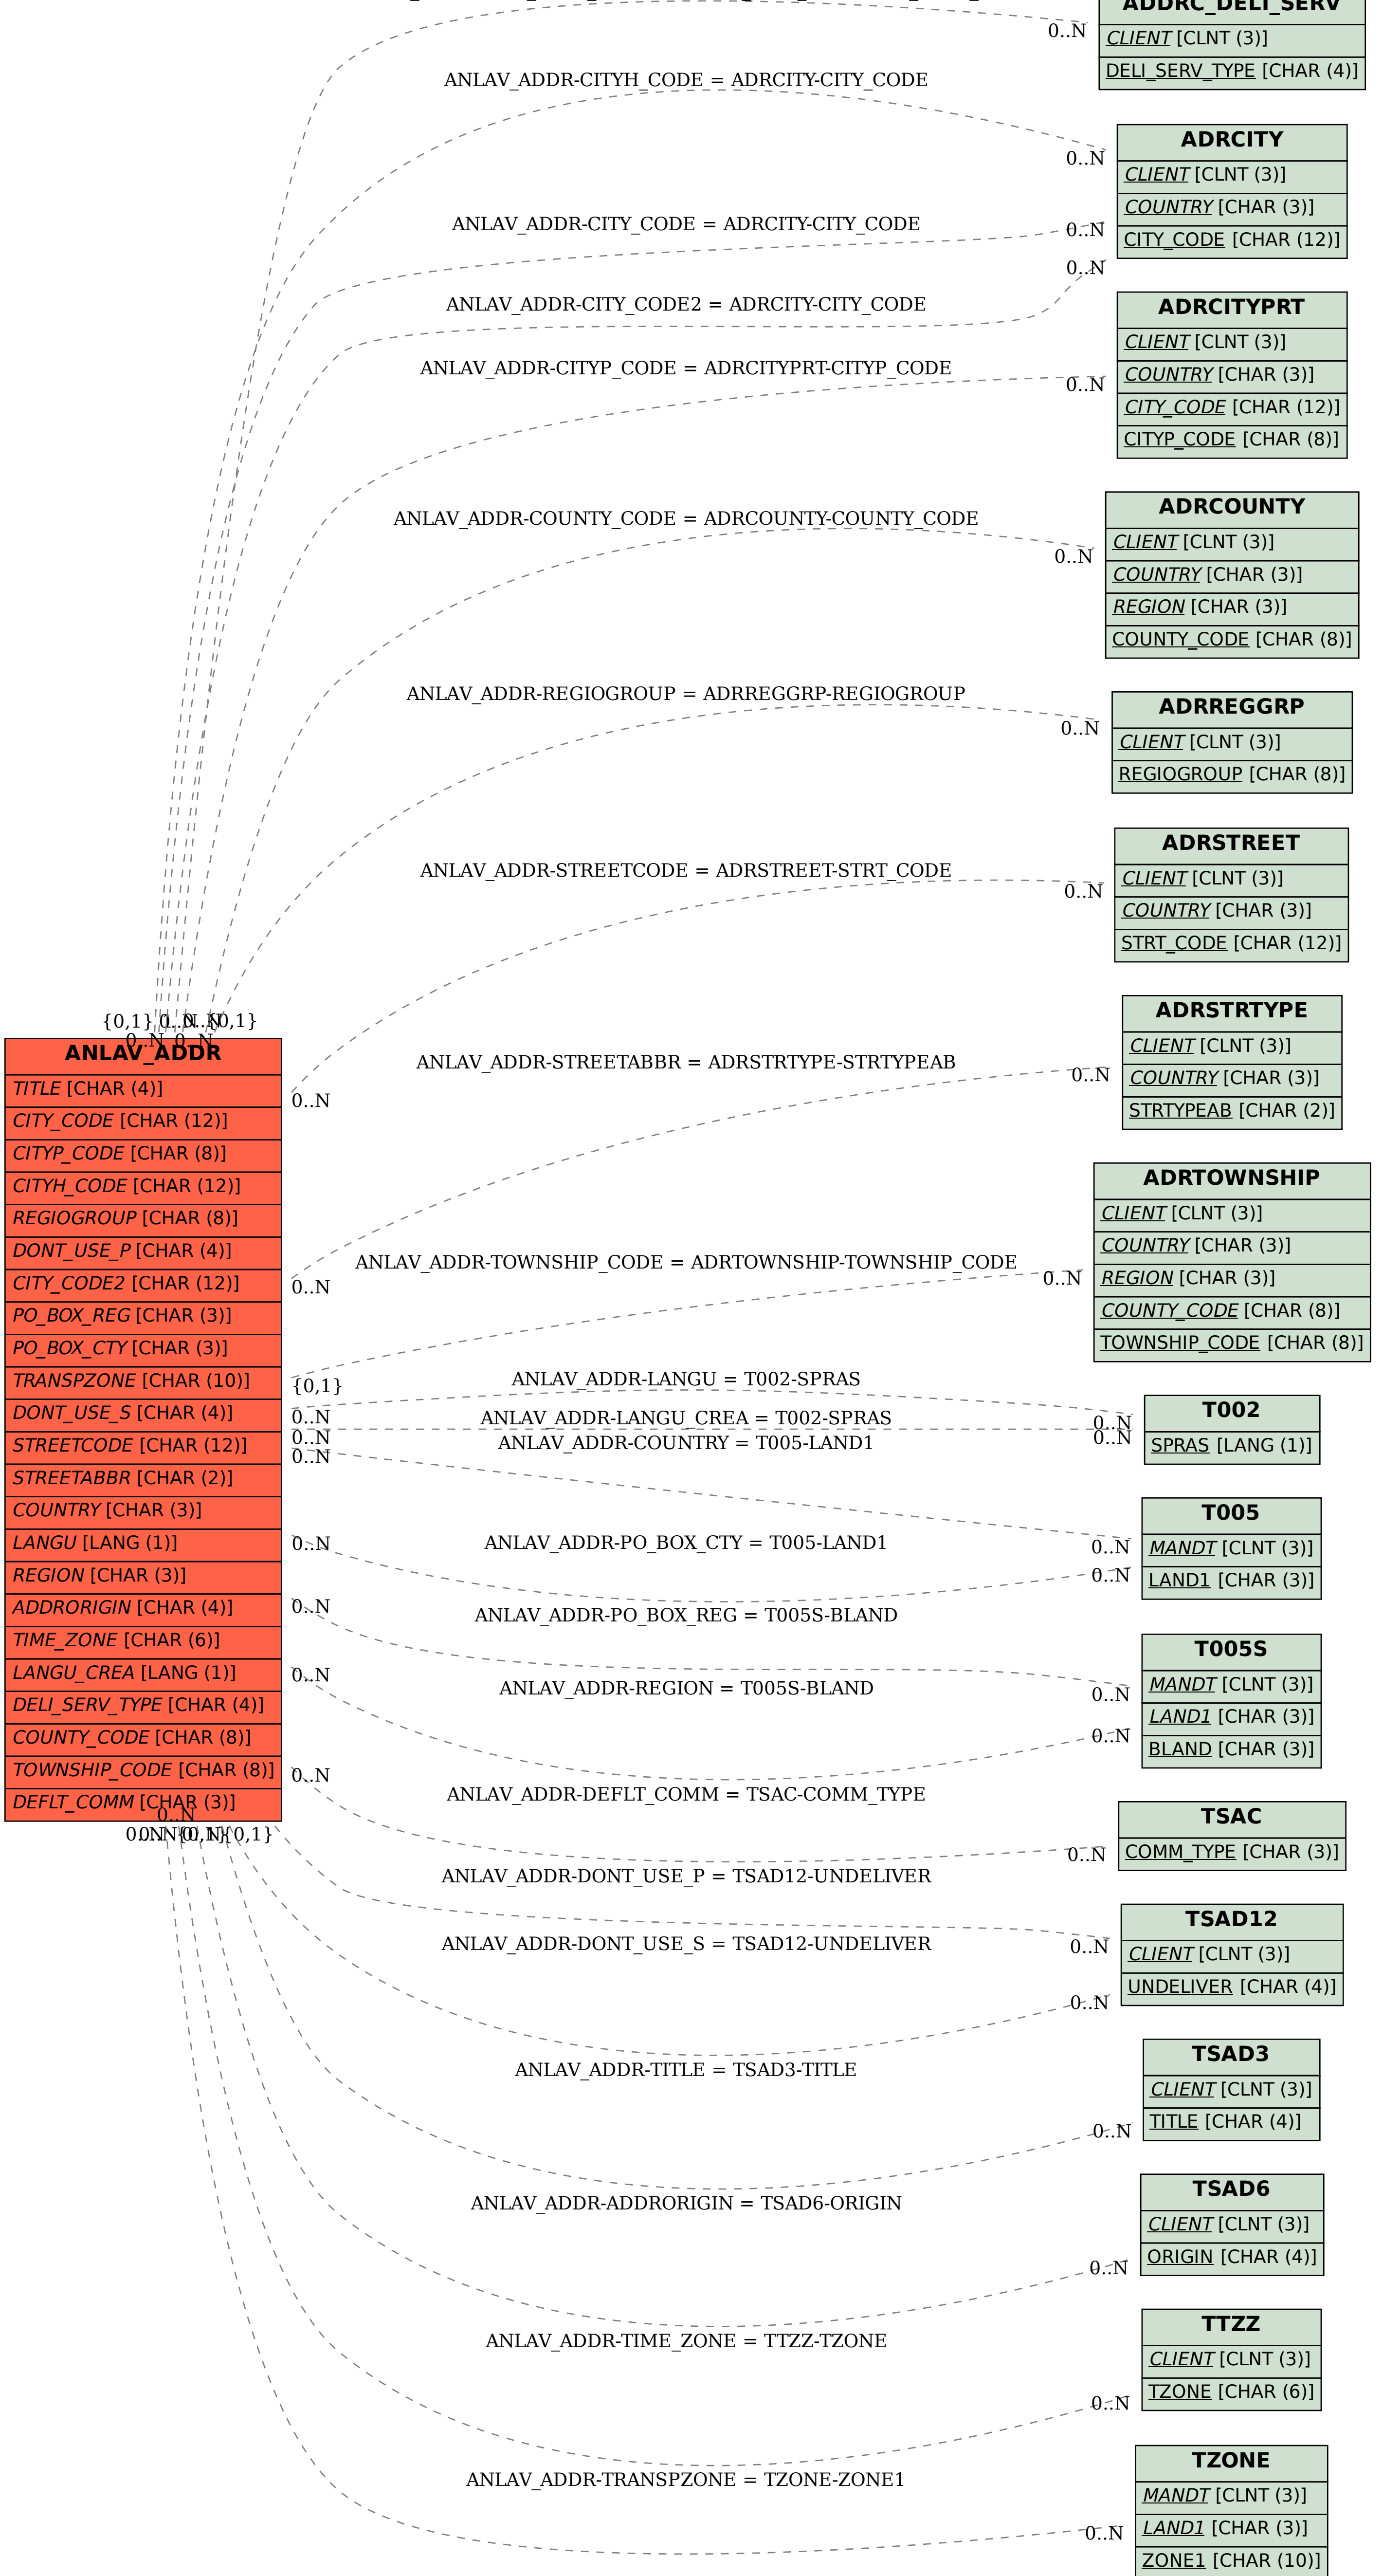 ADDRC_DELI_SERV
0..N
CLIENT [CLNT (3)]
DELI_SERV_TYPE [CHAR (4)]
ANLAV_ADDR-CITYH_CODE = ADRCITY-CITY_CODE
0..N
ADRCITY
CLIENT [CLNT (3)]
COUNTRY [CHAR (3)]
CITY_CODE [CHAR (12)]
ANLAV_ADDR-CITY_CODE = ADRCITY-CITY_CODE
0..N
0..N
ANLAV_ADDR-CITY_CODE2 = ADRCITY-CITY_CODE
ADRCITYPRT
CLIENT [CLNT (3)]
COUNTRY [CHAR (3)]
CITY_CODE [CHAR (12)]
CITYP_CODE [CHAR (8)]
ANLAV_ADDR-CITYP_CODE = ADRCITYPRT-CITYP_CODE
0..N
ANLAV_ADDR-COUNTY_CODE = ADRCOUNTY-COUNTY_CODE
0..N
ADRCOUNTY
CLIENT [CLNT (3)]
COUNTRY [CHAR (3)]
REGION [CHAR (3)]
COUNTY_CODE [CHAR (8)]
ANLAV_ADDR-REGIOGROUP = ADRREGGRP-REGIOGROUP
0..N
ADRREGGRP
CLIENT [CLNT (3)]
REGIOGROUP [CHAR (8)]
ANLAV_ADDR-STREETCODE = ADRSTREET-STRT_CODE
0..N
ADRSTREET
CLIENT [CLNT (3)]
COUNTRY [CHAR (3)]
STRT_CODE [CHAR (12)]
{0,1}
0..N
0..N
{0,1}
0..N
0..N
ANLAV_ADDR
TITLE [CHAR (4)]
CITY_CODE [CHAR (12)]
CITYP_CODE [CHAR (8)]
CITYH_CODE [CHAR (12)]
REGIOGROUP [CHAR (8)]
DONT_USE_P [CHAR (4)]
CITY_CODE2 [CHAR (12)]
PO_BOX_REG [CHAR (3)]
PO_BOX_CTY [CHAR (3)]
TRANSPZONE [CHAR (10)]
DONT_USE_S [CHAR (4)]
STREETCODE [CHAR (12)]
STREETABBR [CHAR (2)]
COUNTRY [CHAR (3)]
LANGU [LANG (1)]
REGION [CHAR (3)]
ADDRORIGIN [CHAR (4)]
TIME_ZONE [CHAR (6)]
LANGU_CREA [LANG (1)]
DELI_SERV_TYPE [CHAR (4)]
COUNTY_CODE [CHAR (8)]
TOWNSHIP_CODE [CHAR (8)]
DEFLT_COMM [CHAR (3)]
0..N
0..N
0..N
{0,1}
0..N
{0,1}
0..N
ANLAV_ADDR-STREETABBR = ADRSTRTYPE-STRTYPEAB
0..N
0..N
ADRSTRTYPE
CLIENT [CLNT (3)]
COUNTRY [CHAR (3)]
STRTYPEAB [CHAR (2)]
ANLAV_ADDR-TOWNSHIP_CODE = ADRTOWNSHIP-TOWNSHIP_CODE
0..N
{0,1}
ADRTOWNSHIP
CLIENT [CLNT (3)]
COUNTRY [CHAR (3)]
REGION [CHAR (3)]
COUNTY_CODE [CHAR (8)]
TOWNSHIP_CODE [CHAR (8)]
ANLAV_ADDR-LANGU = T002-SPRAS
0..N
0..N
ANLAV_ADDR-LANGU_CREA = T002-SPRAS
0..N
0..N
T002
SPRAS [LANG (1)]
ANLAV_ADDR-COUNTRY = T005-LAND1
0..N
0..N
T005
MANDT [CLNT (3)]
LAND1 [CHAR (3)]
ANLAV_ADDR-PO_BOX_CTY = T005-LAND1
0..N
0..N
ANLAV_ADDR-PO_BOX_REG = T005S-BLAND
0..N
0..N
T005S
MANDT [CLNT (3)]
LAND1 [CHAR (3)]
BLAND [CHAR (3)]
ANLAV_ADDR-REGION = T005S-BLAND
0..N
0..N
ANLAV_ADDR-DEFLT_COMM = TSAC-COMM_TYPE
0..N
0..N
TSAC
COMM_TYPE [CHAR (3)]
ANLAV_ADDR-DONT_USE_P = TSAD12-UNDELIVER
0..N
TSAD12
CLIENT [CLNT (3)]
UNDELIVER [CHAR (4)]
ANLAV_ADDR-DONT_USE_S = TSAD12-UNDELIVER
0..N
ANLAV_ADDR-TITLE = TSAD3-TITLE
0..N
TSAD3
CLIENT [CLNT (3)]
TITLE [CHAR (4)]
ANLAV_ADDR-ADDRORIGIN = TSAD6-ORIGIN
0..N
TSAD6
CLIENT [CLNT (3)]
ORIGIN [CHAR (4)]
ANLAV_ADDR-TIME_ZONE = TTZZ-TZONE
0..N
TTZZ
CLIENT [CLNT (3)]
TZONE [CHAR (6)]
ANLAV_ADDR-TRANSPZONE = TZONE-ZONE1
0..N
TZONE
MANDT [CLNT (3)]
LAND1 [CHAR (3)]
ZONE1 [CHAR (10)]